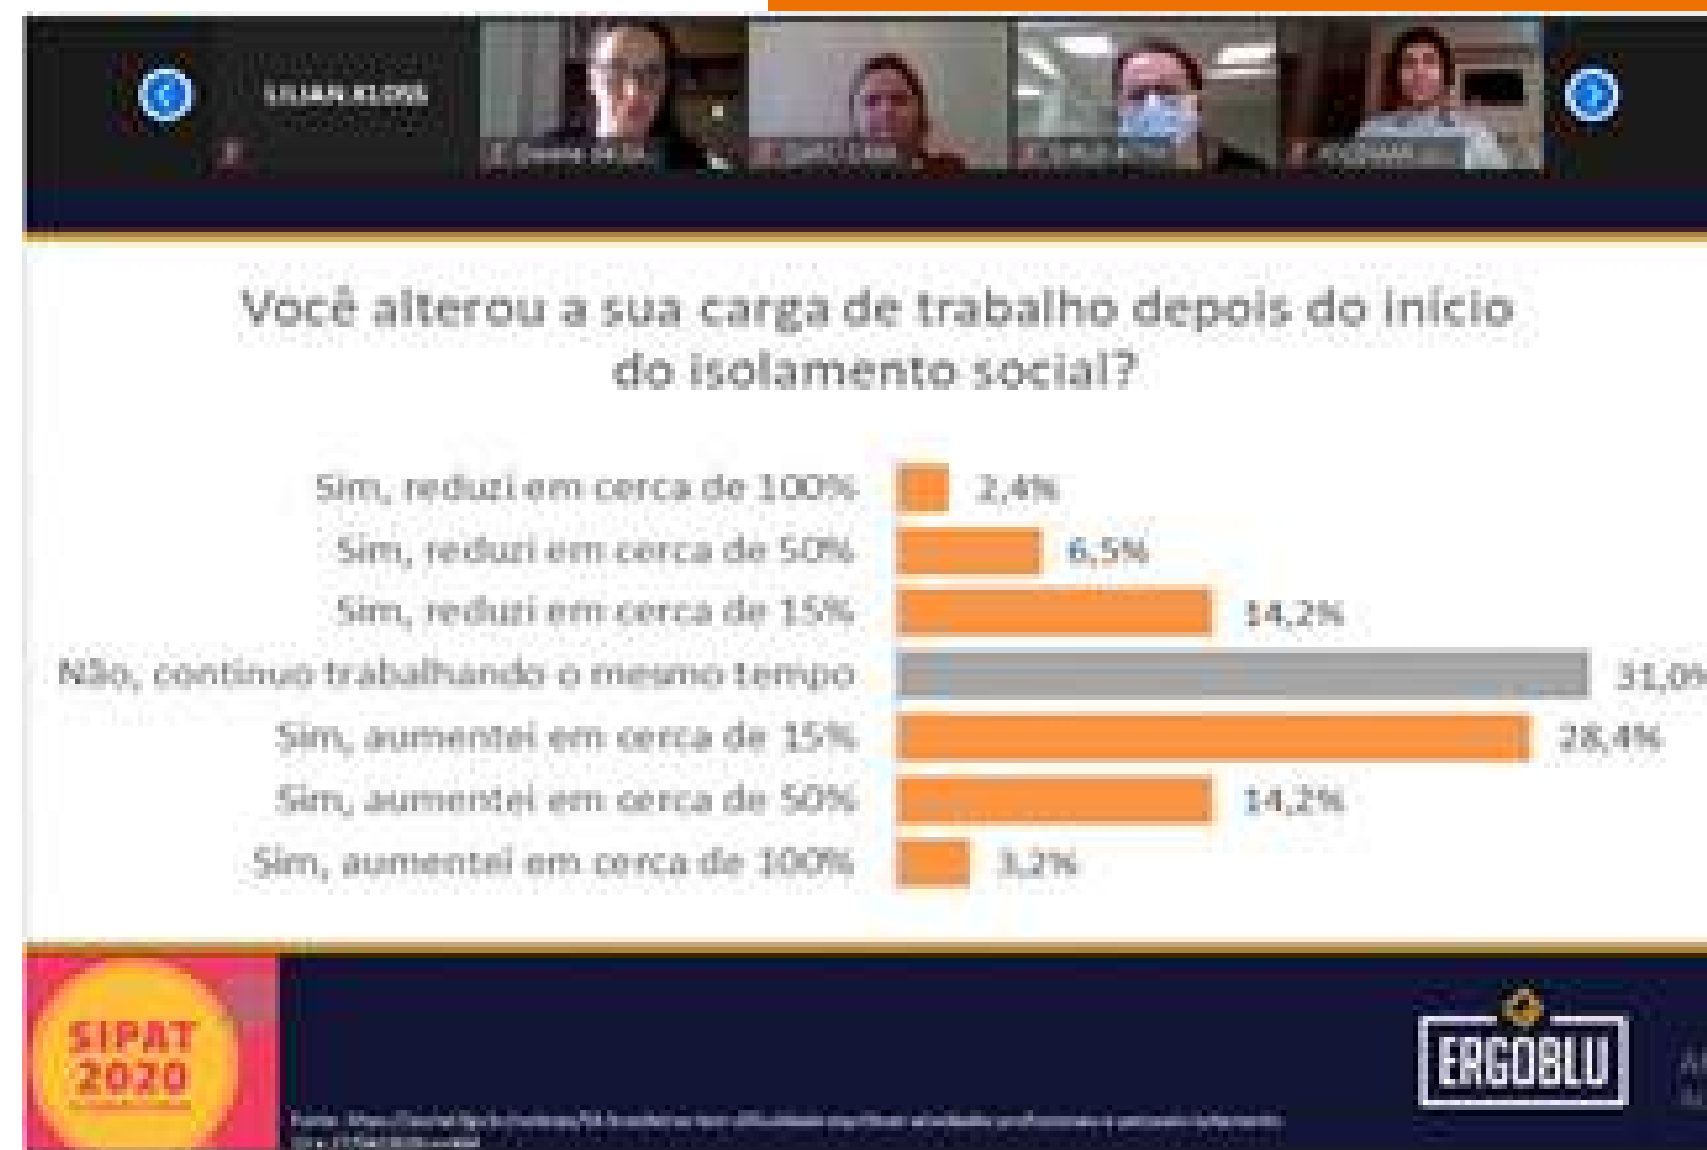 LILIAN KLOSS
Você alterou a sua carga de trabalho depois do início
do isolamento social?
Sim, reduzi em cerca de 100% 2,4%
Sim, reduzi em cerca de 50% 6,5%
Sim, reduzi em cerca de 15% 14,2%
Não, continuo trabalhando o mesmo tempo 31,0%
Sim, aumentei em cerca de 15% 28,4%
Sim, aumentei em cerca de 50% 14,2%
Sim, aumentei em cerca de 100% 3,2%
SIPAT
2020
ERGOBLU